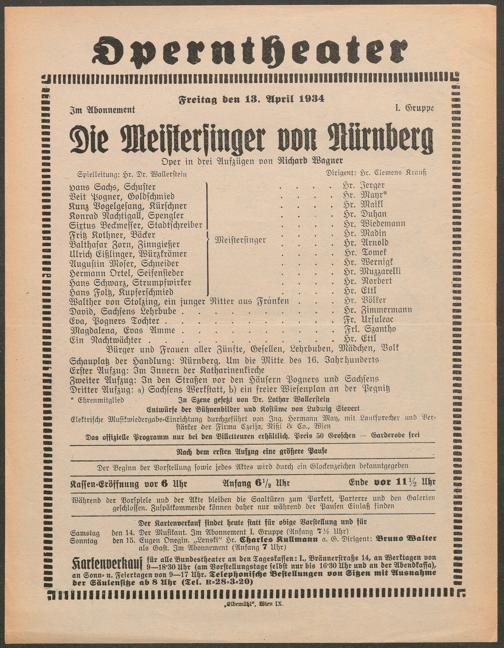 Operntheater
Freitag den 13. April 1934
Im Abonnement I. Gruppe
Die Meistersinger von Nürnberg
Oper in drei Aufzügen von Richard Wagner
Spielleitung: Hr. Dr. Wallerstein Dirigent: Hr. Clemens Krauß
Hans Sachs, Schuster . . . . Hr. Jerger
Veit Pogner, Goldschmied . . . . Hr. Mayr*
Kunz Vogelgesang, Kürschner . . . . Hr. Maikl
Konrad Nachtigall, Spengler . . . . Hr. Duhan
Sixtus Beckmesser, Stadtschreiber . . . . Hr. Wiedemann
Fritz Kothner, Bäcker . . . . Hr. Madin
Balthasar Zorn, Zinngießer Meistersinger . . . . Hr. Arnold
Ulrich Eißlinger, Würzkrämer . . . . Hr. Tomek
Augustin Moser, Schneider . . . . Hr. Wernigk
Hermann Ortel, Seifensieder . . . . Hr. Muzzarelli
Hans Schwarz, Strumpfwirker . . . . Hr. Norbert
Hans Foltz, Kupferschmied . . . . Hr. Ettl
Walther von Stolzing, ein junger Ritter aus Franken . . . . Hr. Völker
David, Sachsens Lehrbube . . . . Hr. Zimmermann
Eva, Pogners Tochter . . . . Fr. Ursuleac
Magdalena, Evas Amme . . . . Frl. Szantho
Ein Nachtwächter . . . . Hr. Ettl
Bürger und Frauen aller Zünfte, Gesellen, Lehrbuben, Mädchen, Volk
Schauplatz der Handlung: Nürnberg. Um die Mitte des 16. Jahrhunderts
Erster Aufzug: Im Innern der Katharinenkirche
Zweiter Aufzug: In den Straßen vor den Häusern Pogners und Sachsens
Dritter Aufzug: a) Sachsens Werkstatt, b) ein freier Wiesenplan an der Pegnitz
* Ehrenmitglied In Szene gesetzt von Dr. Lothar Wallerstein
Entwürfe der Bühnenbilder und Kostüme von Ludwig Sievert
Elektrische Musikwiedergabe-Einrichtung durchgeführt von Ing. Hermann May, mit Lautsprecher und Ver-
stärker der Firma Czeija, Nißl & Co., Wien
Das offizielle Programm nur bei den Billetteuren erhältlich. Preis 50 Groschen — Garderobe frei
Nach dem ersten Aufzug eine größere Pause
Der Beginn der Vorstellung sowie jedes Aktes wird durch ein Glockenzeichen bekanntgegeben
Kassen-Eröffnung vor 6 Uhr Anfang 6½ Uhr Ende vor 11½ Uhr
Während der Vorspiele und der Akte bleiben die Saaltüren zum Parkett, Parterre und den Galerien
geschlossen. Zuspätkommende können daher nur während der Pausen Einlaß finden
Der Kartenverkauf findet heute statt für obige Vorstellung und für
Samstag den 14. Der Musikant. Im Abonnement I. Gruppe (Anfang 7½ Uhr)
Sonntag den 15. Eugen Onegin. „Lenski“ Hr. Charles Kullmann a. G. Dirigent: Bruno Walter
als Gast. Im Abonnement (Anfang 7 Uhr)
Kartenverkauf für alle Bundestheater an den Tageskassen: I., Bräunerstraße 14, an Werktagen von
9—18:30 Uhr (am Vorstellungstage selbst nur bis 16:30 Uhr und an der Abendkassa),
an Sonn- u. Feiertagen von 9—17 Uhr. Telephonische Bestellungen von Sitzen mit Ausnahme
der Säulensitze ab 8 Uhr (Tel. R-28-3-20)
„Elbemühl“, Wien IX.